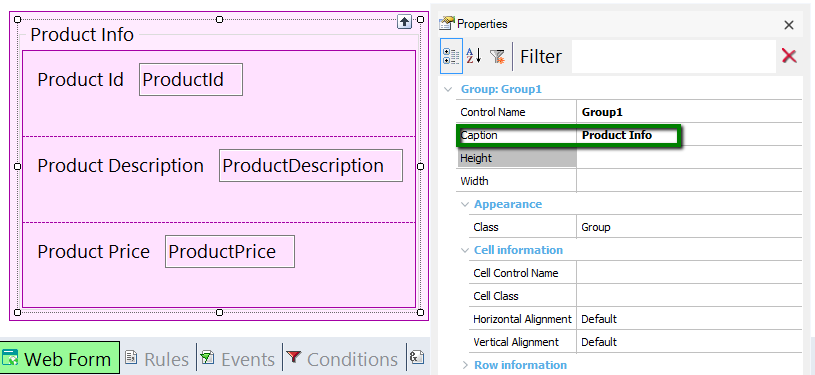 Product Info
Product Id ProductId
Product Description ProductDescription
Product Price ProductPrice
Web Form Rules Events Conditions
Properties
Filter
Group: Group1
Control Name Group1
Caption Product Info
Height
Width
Appearance
Class Group
Cell information
Cell Control Name
Cell Class
Horizontal Alignment Default
Vertical Alignment Default
Row information